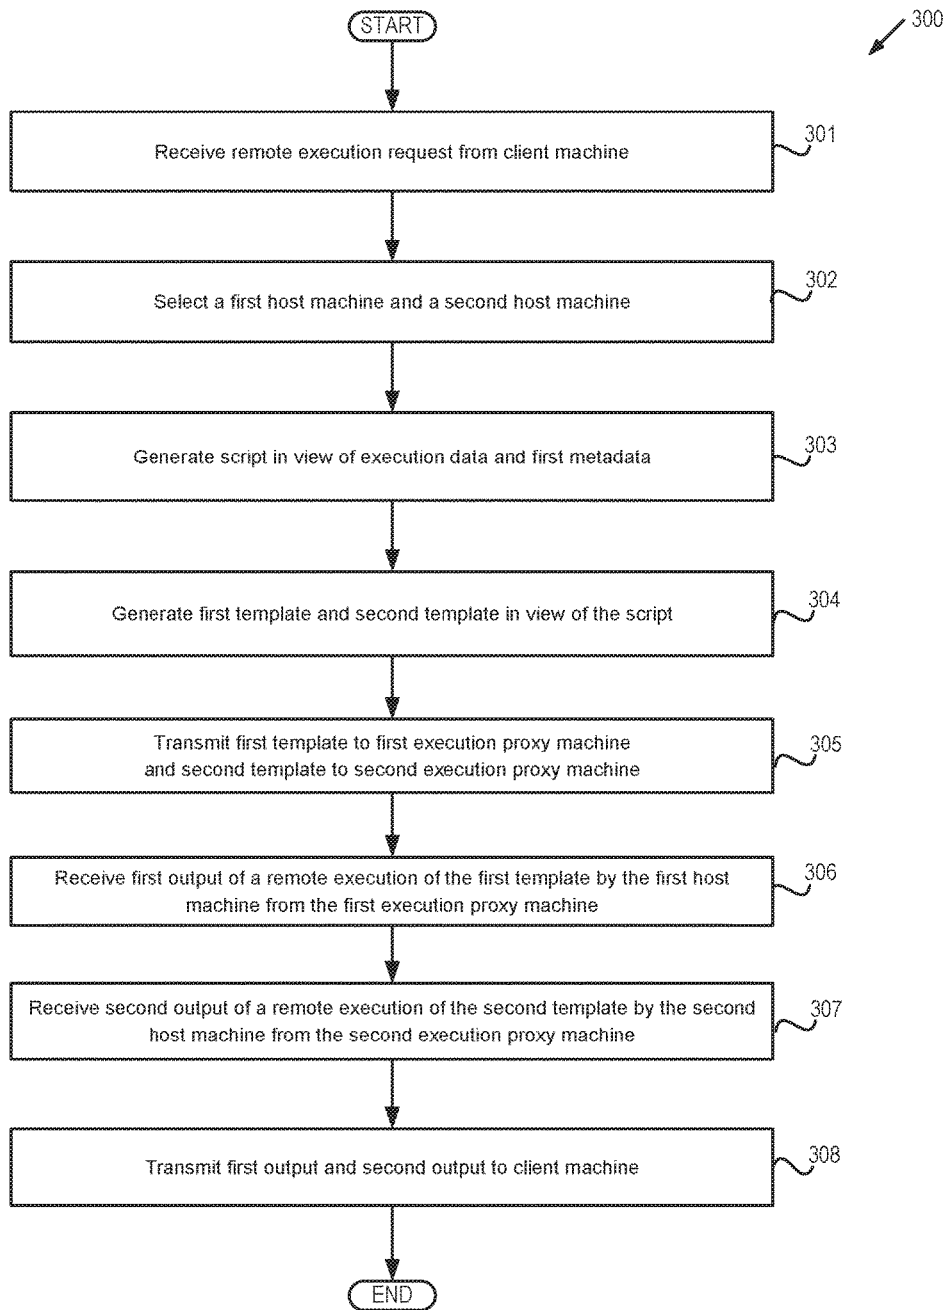 START
300
Receive remote execution request from client machine
301
Select a first host machine and a second host machine
302
Generate script in view of execution data and first metadata
303
Generate first template and second template in view of the script
304
Transmit first template to first execution proxy machine
and second template to second execution proxy machine
305
Receive first output of a remote execution of the first template by the first host
machine from the first execution proxy machine
306
Receive second output of a remote execution of the second template by the second
host machine from the second execution proxy machine
307
Transmit first output and second output to client machine
308
END